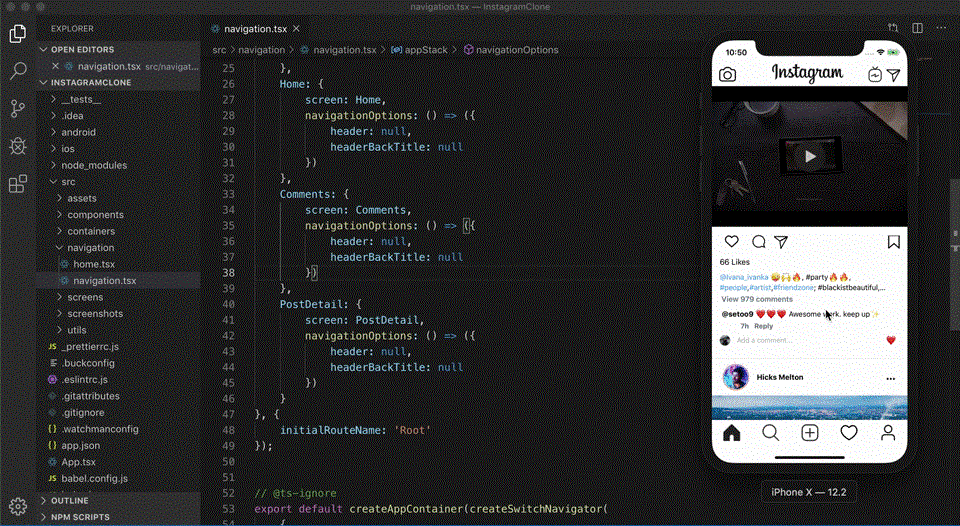 navigation.tsx — InstagramClone
EXPLORER
OPEN EDITORS
navigation.tsx src/navigat...
INSTAGRAMCLONE
__tests__
.idea
android
ios
node_modules
src
assets
components
containers
navigation
home.tsx
navigation.tsx
screens
screenshots
utils
JS _prettierrc.js
.buckconfig
.eslintrc.js
.gitattributes
.gitignore
{} .watchmanconfig
{} app.json
App.tsx
JS babel.config.js
OUTLINE
NPM SCRIPTS
navigation.tsx
src > navigation > navigation.tsx > appStack > navigationOptions
25 },
26 Home: {
27 screen: Home,
28 navigationOptions: () => ({
29 header: null,
30 headerBackTitle: null
31 })
32 },
33 Comments: {
34 screen: Comments,
35 navigationOptions: () => ({
36 header: null,
37 headerBackTitle: null
38 })
39 },
40 PostDetail: {
41 screen: PostDetail,
42 navigationOptions: () => ({
43 header: null,
44 headerBackTitle: null
45 })
46 }
47 }, {
48 initialRouteName: 'Root'
49 });
50
51
52 // @ts-ignore
53 export default createAppContainer(createSwitchNavigator(
54 {
10:50
Instagram
66 Likes
@ivana_ivanka 😄🙌🔥, #party🔥🔥,
#people,#artist,#friendzone; #blackistbeautiful,...
View 979 comments
@setoo9 ❤️❤️❤️ Awesome work. keep up ✨
7h Reply
Add a comment...
Hicks Melton
iPhone X — 12.2